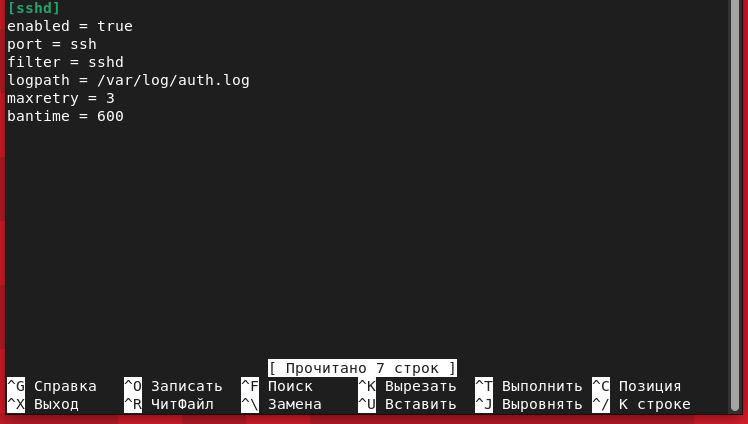 [sshd]
enabled = true
port = ssh
filter = sshd
logpath = /var/log/auth.log
maxretry = 3
bantime = 600
[ Прочитано 7 строк ]
^G Справка ^O Записать ^F Поиск ^K Вырезать ^T Выполнить ^C Позиция
^X Выход ^R ЧитФайл ^\ Замена ^U Вставить ^J Выровнять ^/ К строке